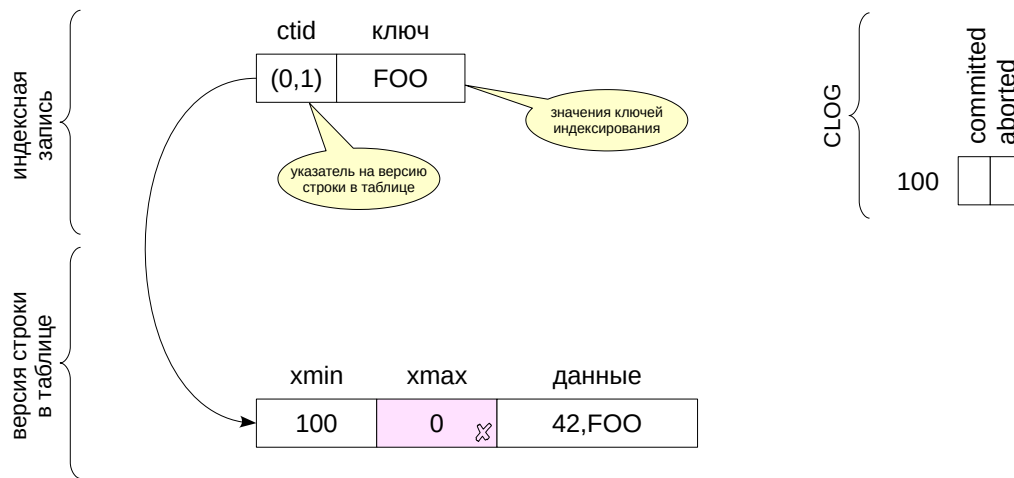 индексная
запись
ctid
ключ
(0,1)
FOO
значения ключей
индексирования
указатель на версию
строки в таблице
CLOG
committed
aborted
100
версия строки
в таблице
xmin
xmax
данные
100
0
42,FOO